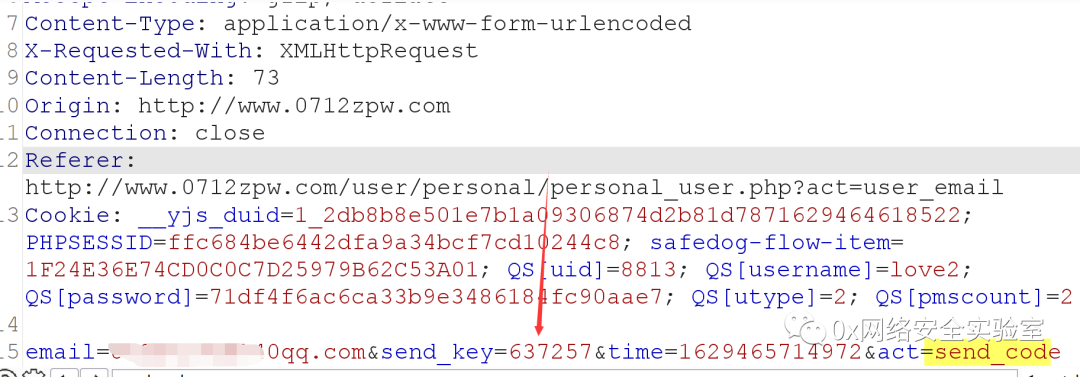 7 Content-Type: application/x-www-form-urlencoded
8 X-Requested-With: XMLHttpRequest
9 Content-Length: 73
10 Origin: http://www.0712zpw.com
11 Connection: close
12 Referer:
http://www.0712zpw.com/user/personal/personal_user.php?act=user_email
13 Cookie: __yjs_duid=1_2db8b8e501e7b1a09306874d2b81d7871629464618522;
PHPSESSID=ffc684be6442dfa9a34bcf7cd10244c8; safedog-flow-item=
1F24E36E74CD0C0C7D25979B62C53A01; QS[uid]=8813; QS[username]=love2;
QS[password]=71df4f6ac6ca33b9e3486184fc90aae7; QS[utype]=2; QS[pmscount]=2
14
0x网络安全实验室
15 email=0qq.com&send_key=637257&time=1629465714972&act=send_code